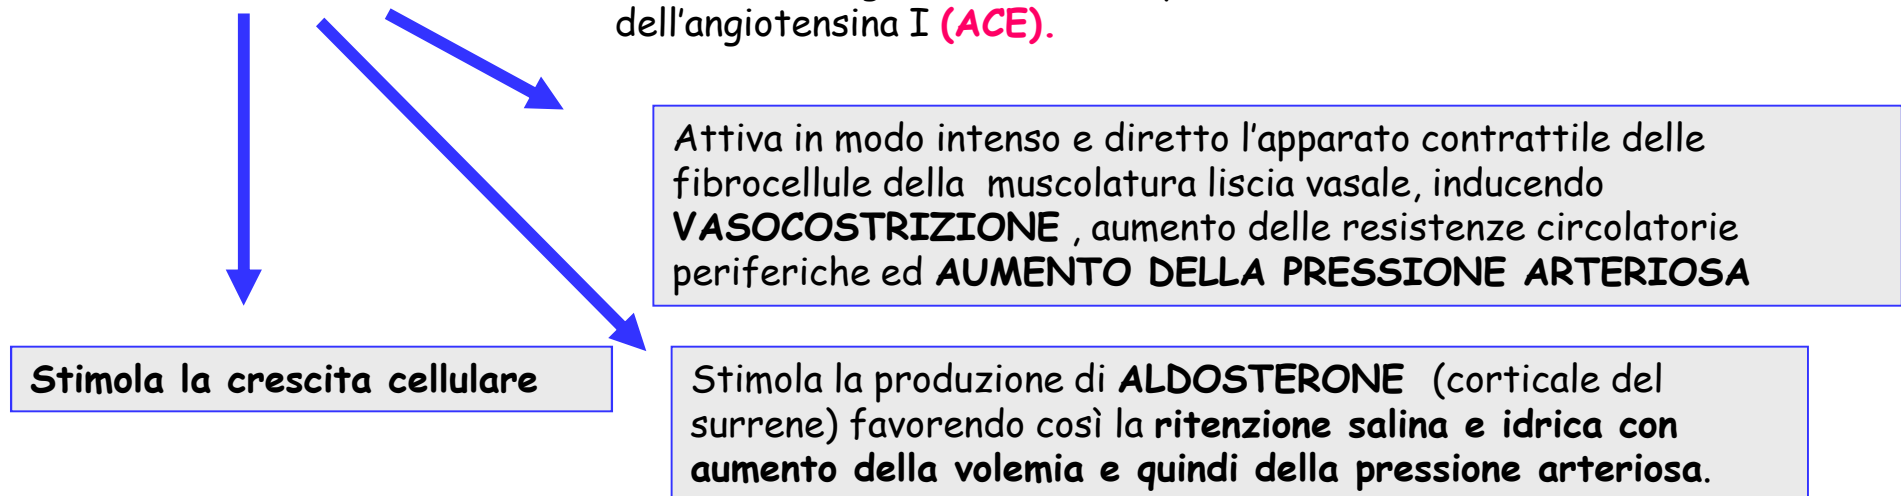 dell'angiotensina I (ACE).
Attiva in modo intenso e diretto l'apparato contrattile delle
fibrocellule della muscolatura liscia vasale, inducendo
VASOCOSTRIZIONE , aumento delle resistenze circolatorie
periferiche ed AUMENTO DELLA PRESSIONE ARTERIOSA
Stimola la crescita cellulare
Stimola la produzione di ALDOSTERONE (corticale del
surrene) favorendo così la ritenzione salina e idrica con
aumento della volemia e quindi della pressione arteriosa.